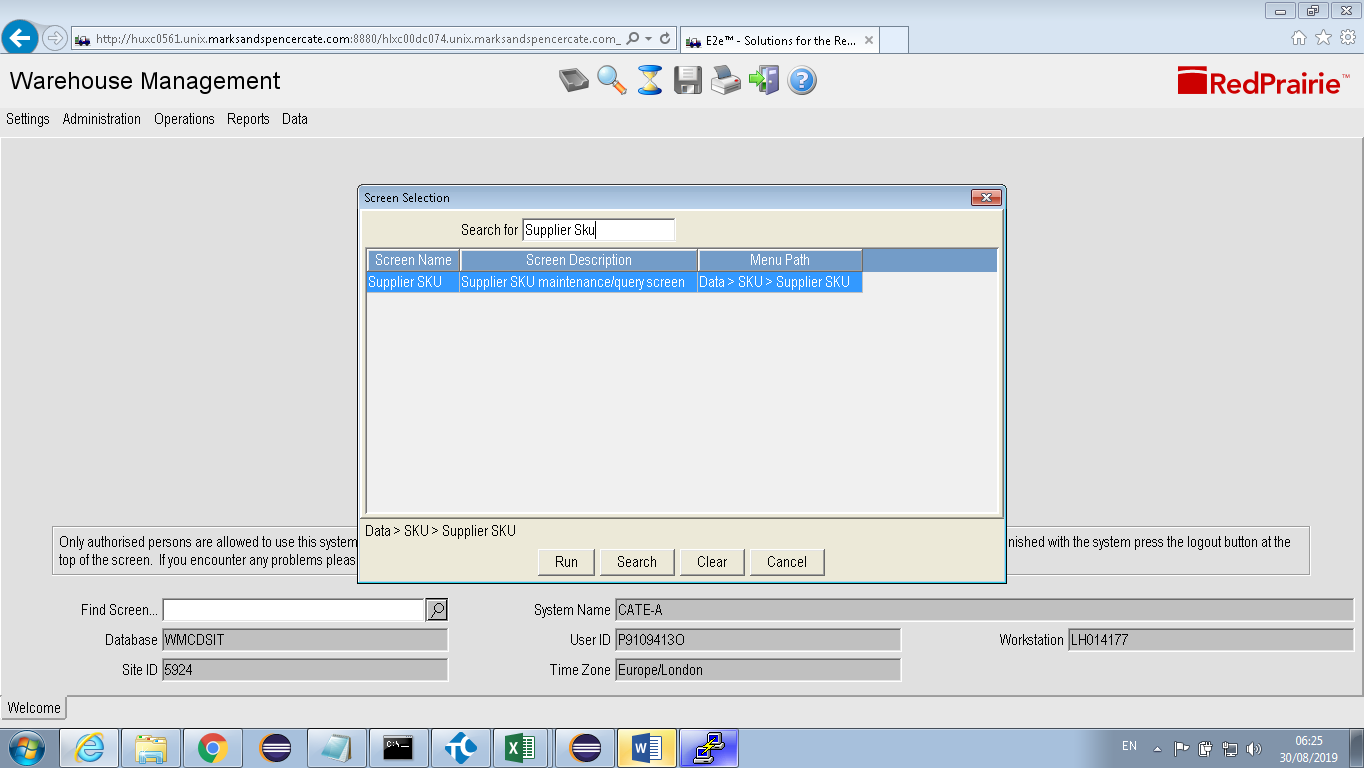 http://huxc0561.unix.marksandspencercate.com:8880/hlxc00dc074.unix.marksandspencercate.com_
E2e™ - Solutions for the Re...
Warehouse Management
RedPrairie™
Settings Administration Operations Reports Data
Screen Selection
Search for Supplier Sku
Screen Name Screen Description Menu Path
Supplier SKU Supplier SKU maintenance/query screen Data > SKU > Supplier SKU
Data > SKU > Supplier SKU
Only authorised persons are allowed to use this system nished with the system press the logout button at the
top of the screen. If you encounter any problems pleas
Run Search Clear Cancel
Find Screen... System Name CATE-A
Database WMCDSIT User ID P9109413O Workstation LH014177
Site ID 5924 Time Zone Europe/London
Welcome
C:\
EN 06:25
30/08/2019